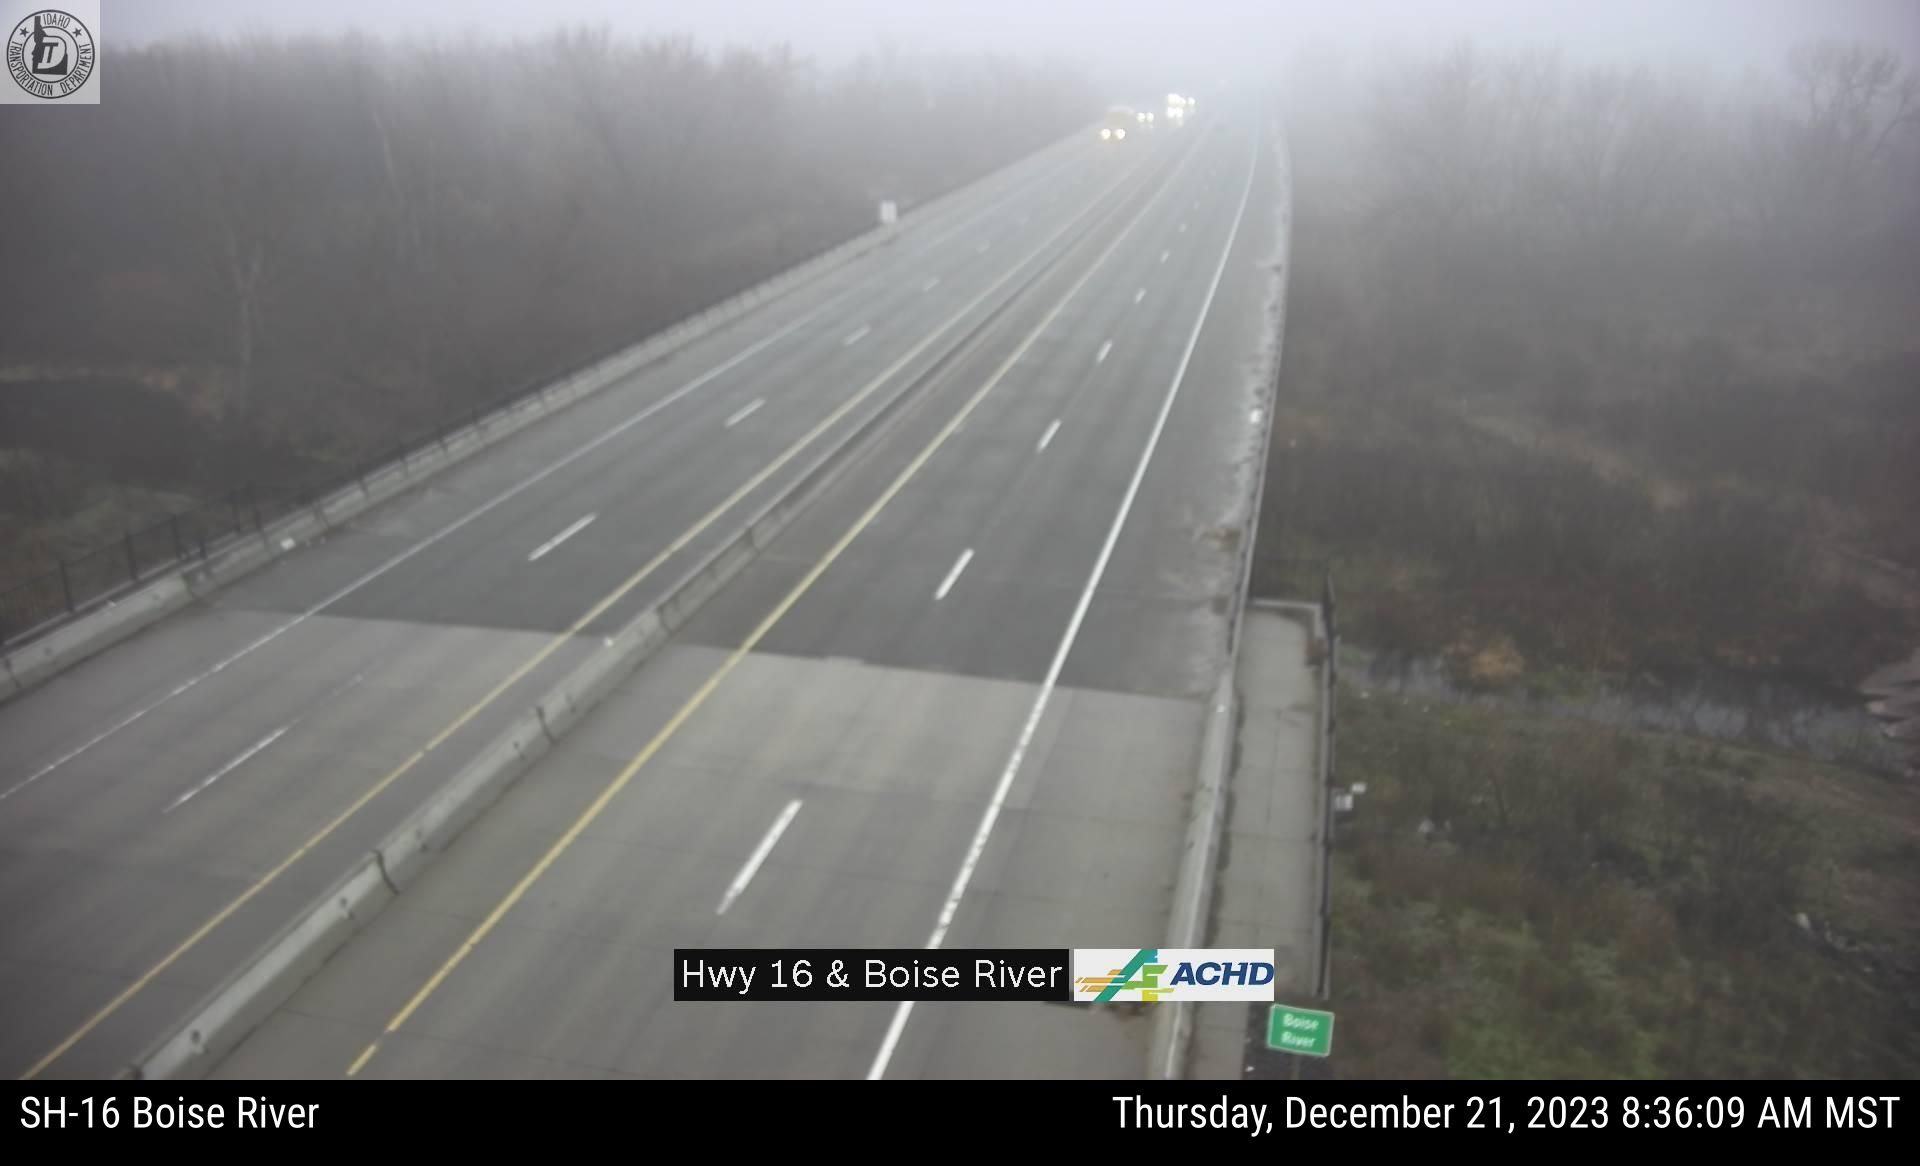 IDAHO
TRANSPORTATION DEPARTMENT
Hwy 16 & Boise River
ACHD
Boise
River
SH-16 Boise River
Thursday, December 21, 2023 8:36:09 AM MST